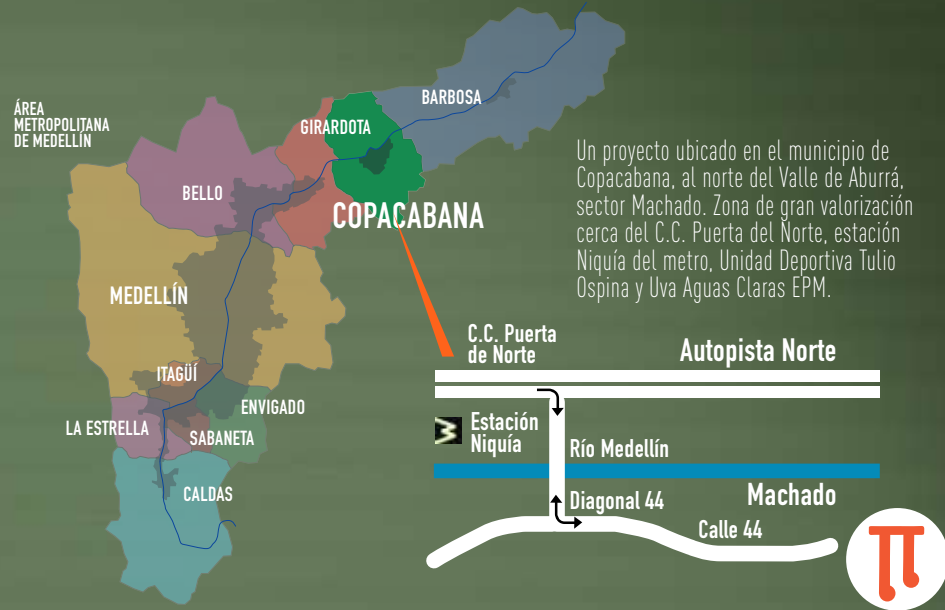 ÁREA
METROPOLITANA
DE MEDELLÍN
BARBOSA
GIRARDOTA
BELLO
COPACABANA
MEDELLÍN
ITAGÜÍ
ENVIGADO
LA ESTRELLA
SABANETA
CALDAS
Un proyecto ubicado en el municipio de
Copacabana, al norte del Valle de Aburrá,
sector Machado. Zona de gran valorización
cerca del C.C. Puerta del Norte, estación
Niquía del metro, Unidad Deportiva Tulio
Ospina y Uva Aguas Claras EPM.
C.C. Puerta
de Norte
Autopista Norte
Estación
Niquía
Río Medellín
Diagonal 44
Machado
Calle 44